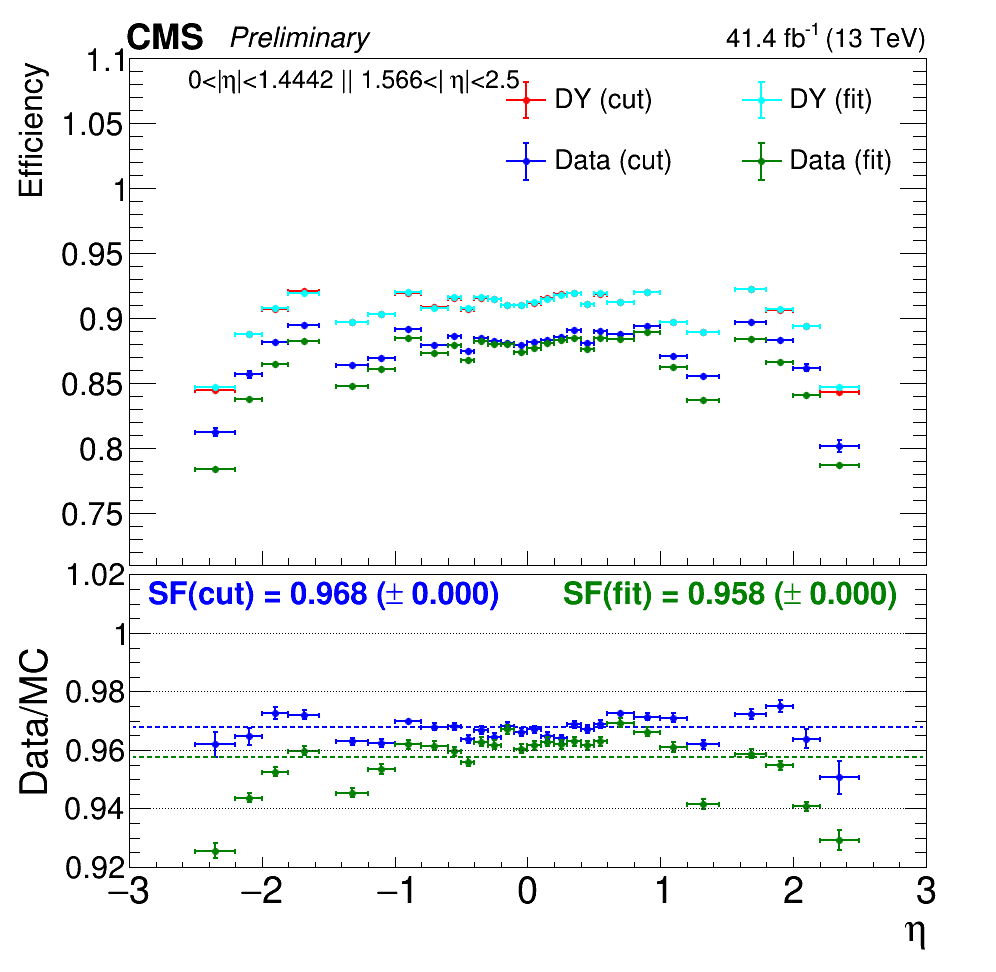 CMS Preliminary 41.4 fb⁻¹ (13 TeV)
0<|η|<1.4442 || 1.566<| η|<2.5
DY (cut) DY (fit)
Data (cut) Data (fit)
Efficiency
1.1
1.05
1
0.95
0.9
0.85
0.8
0.75
SF(cut) = 0.968 (± 0.000) SF(fit) = 0.958 (± 0.000)
Data/MC
1.02
1
0.98
0.96
0.94
0.92
−3 −2 −1 0 1 2 3
η